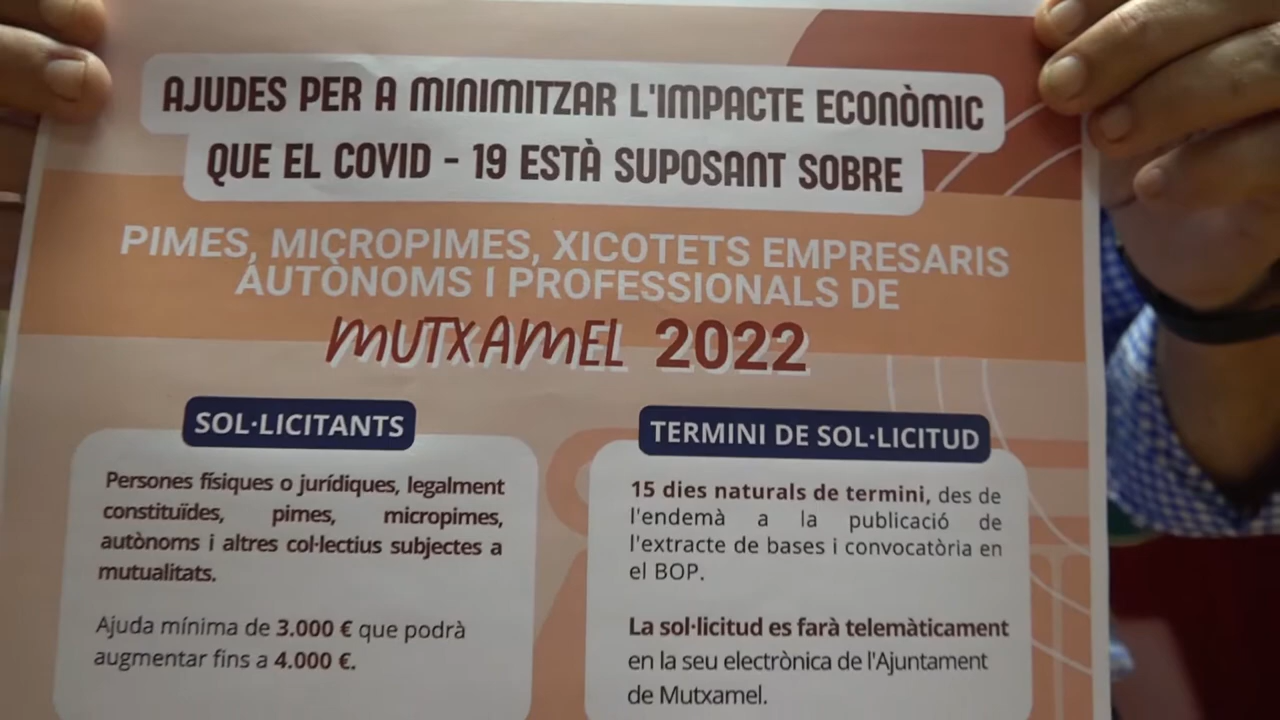 AJUDES PER A MINIMITZAR L'IMPACTE ECONÒMIC
QUE EL COVID - 19 ESTÀ SUPOSANT SOBRE
PIMES, MICROPIMES, XICOTETS EMPRESARIS
AUTÒNOMS I PROFESSIONALS DE
MUTXAMEL 2022
SOL·LICITANTS
Persones físiques o jurídiques, legalment
constituïdes, pimes, micropimes,
autònoms i altres col·lectius subjectes a
mutualitats.
Ajuda mínima de 3.000 € que podrà
augmentar fins a 4.000 €.
TERMINI DE SOL·LICITUD
15 dies naturals de termini, des de
l'endemà a la publicació de
l'extracte de bases i convocatòria en
el BOP.
La sol·licitud es farà telemàticament
en la seu electrònica de l'Ajuntament
de Mutxamel.